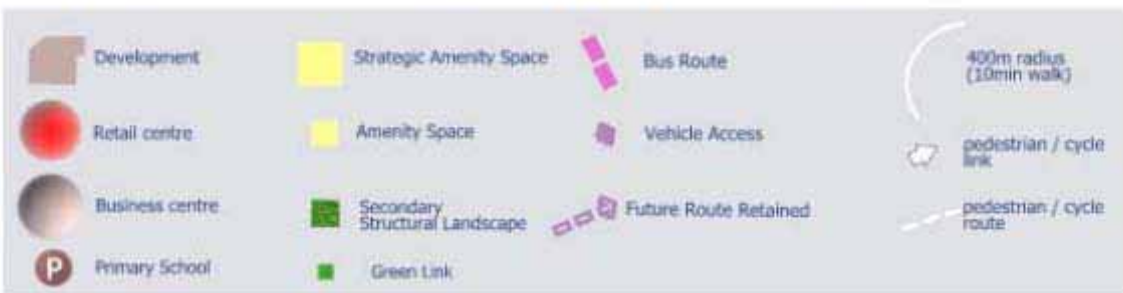 Development
Retail centre
Business centre
P
Primary School
Strategic Amenity Space
Amenity Space
Secondary
Structural Landscape
Green Link
Bus Route
Vehicle Access
Future Route Retained
400m radius
(10min walk)
pedestrian / cycle
link
pedestrian / cycle
route